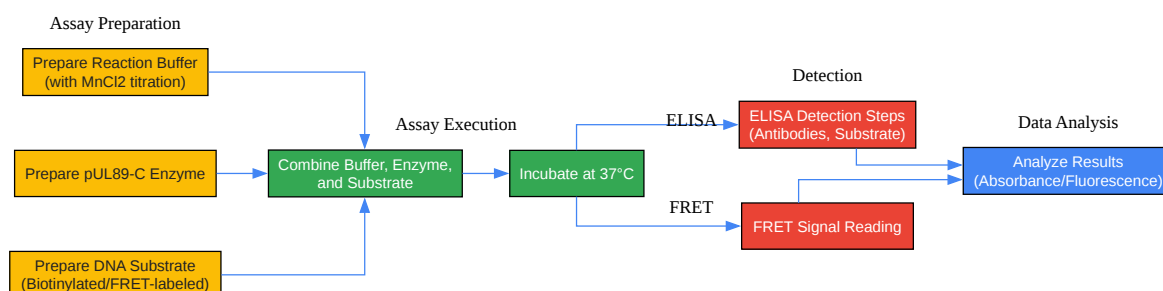 Assay Preparation
Prepare Reaction Buffer
(with MnCl2 titration)
Prepare pUL89-C Enzyme
Prepare DNA Substrate
(Biotinylated/FRET-labeled)
Assay Execution
Combine Buffer, Enzyme,
and Substrate
Incubate at 37°C
ELISA
FRET
Detection
ELISA Detection Steps
(Antibodies, Substrate)
FRET Signal Reading
Data Analysis
Analyze Results
(Absorbance/Fluorescence)